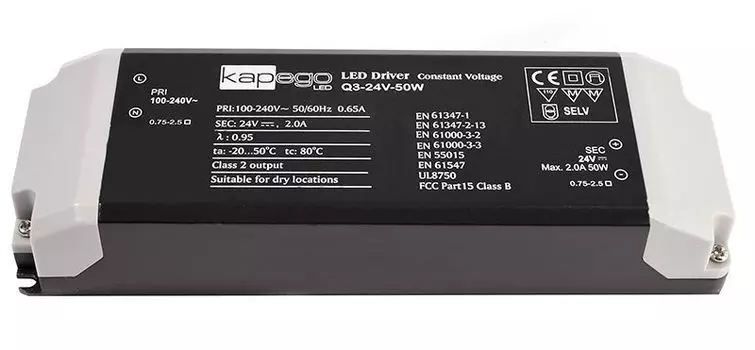 L
PRI
100-240V~
N
0.75-2.5
kapego
LED
LED Driver Constant Voltage
Q3-24V-50W
PRI:100-240V~ 50/60Hz 0.65A
SEC: 24V⎓, 2.0A
λ : 0.95
ta: -20...50°C tc: 80°C
Class 2 output
Suitable for dry locations
EN 61347-1
EN 61347-2-13
EN 61000-3-2
EN 61000-3-3
EN 55015
EN 61547
UL8750
FCC Part15 Class B
CE
110
M M
SELV
SEC +
24V⎓
Max. 2.0A 50W −
0.75-2.5